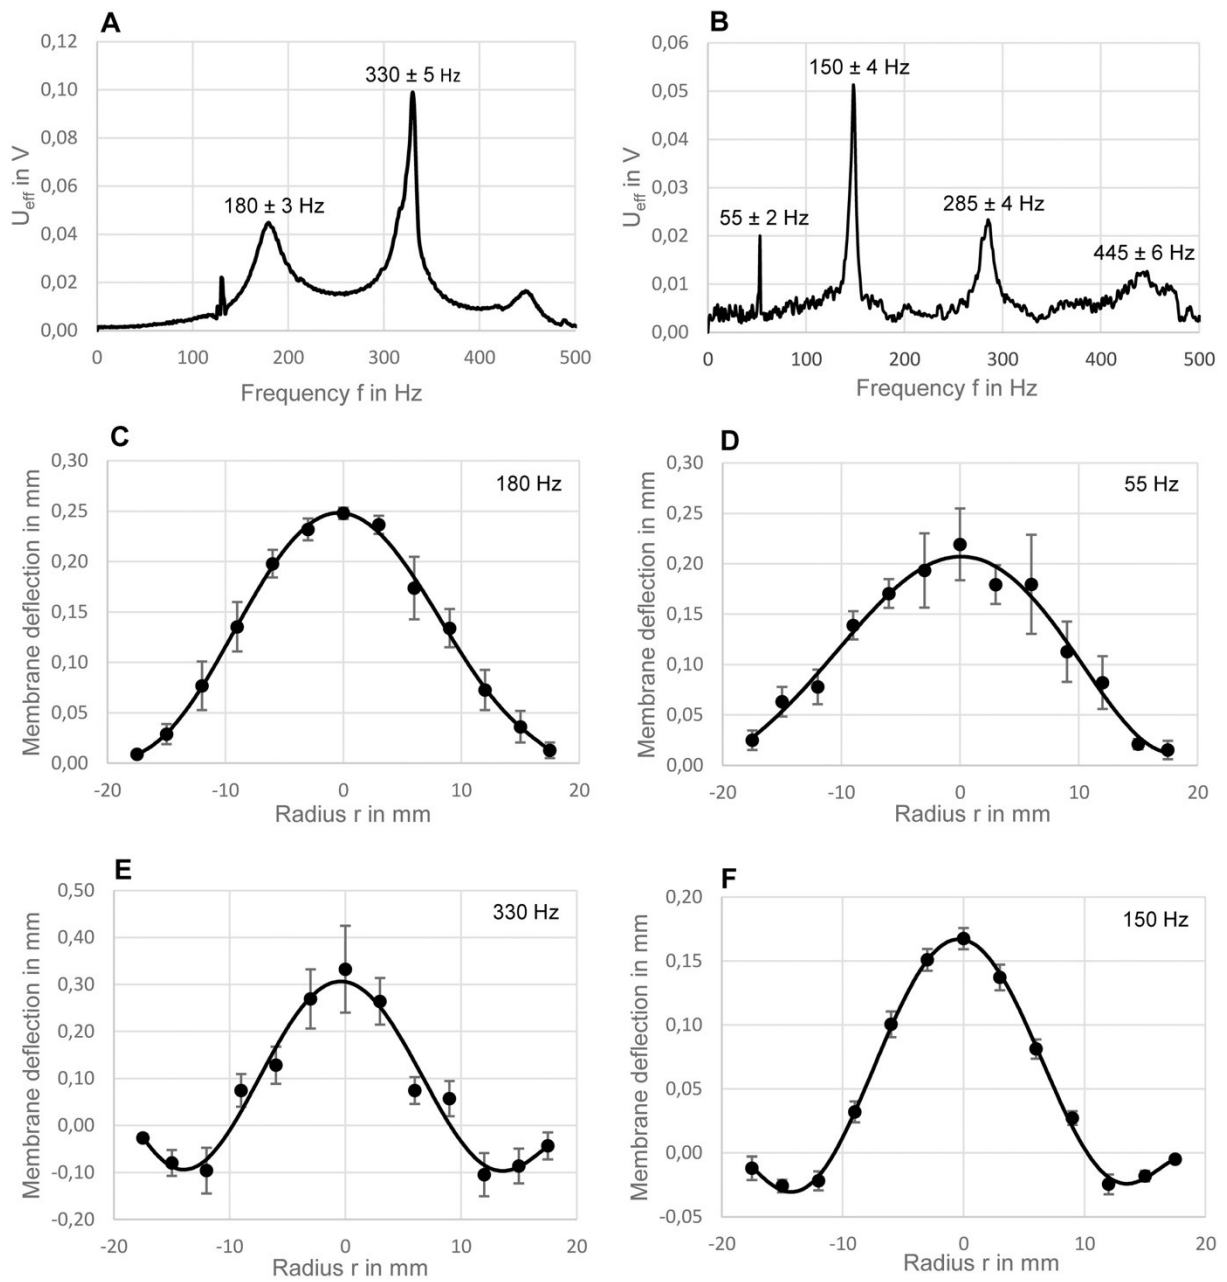 A
0,12
0,10
0,08
0,06
0,04
0,02
0,00
0 100 200 300 400 500
U_eff in V
Frequency f in Hz
180 ± 3 Hz
330 ± 5 Hz
B
0,06
0,05
0,04
0,03
0,02
0,01
0,00
0 100 200 300 400 500
U_eff in V
Frequency f in Hz
55 ± 2 Hz
150 ± 4 Hz
285 ± 4 Hz
445 ± 6 Hz
C
180 Hz
0,30
0,25
0,20
0,15
0,10
0,05
0,00
-20 -10 0 10 20
Membrane deflection in mm
Radius r in mm
D
55 Hz
0,30
0,25
0,20
0,15
0,10
0,05
0,00
-20 -10 0 10 20
Membrane deflection in mm
Radius r in mm
E
330 Hz
0,50
0,40
0,30
0,20
0,10
0,00
-0,10
-0,20
-20 -10 0 10 20
Membrane deflection in mm
Radius r in mm
F
150 Hz
0,20
0,15
0,10
0,05
0,00
-0,05
-20 -10 0 10 20
Membrane deflection in mm
Radius r in mm